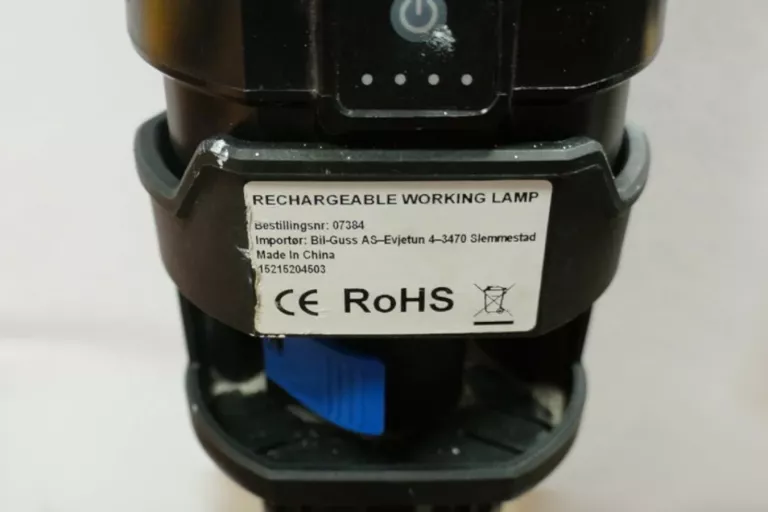 RECHARGEABLE WORKING LAMP
Bestillingsnr: 07384
Importør: Bil-Guss AS–Evjetun 4–3470 Slemmestad
Made In China
15215204503
CE RoHS